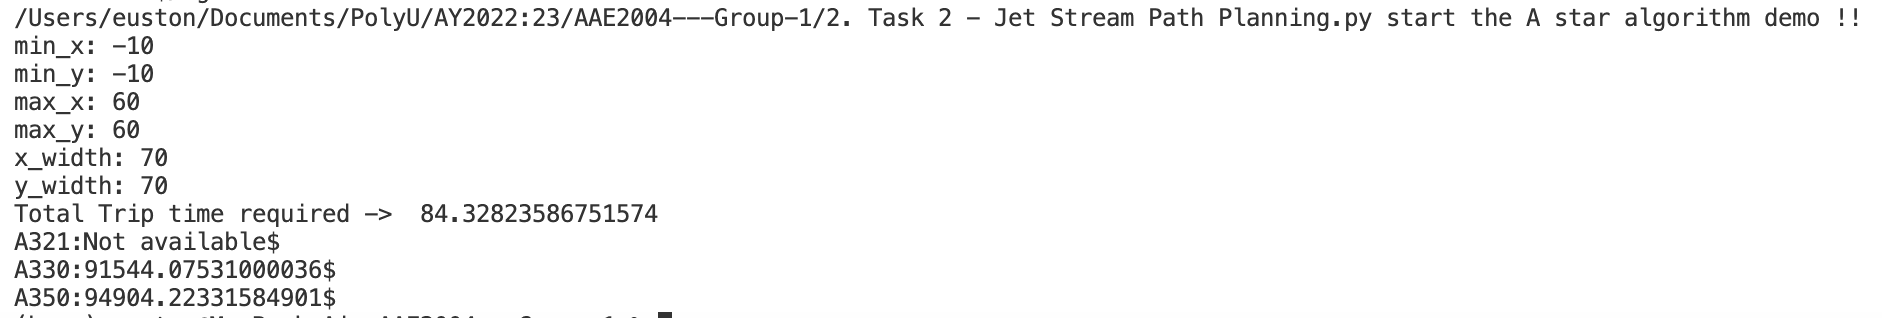 /Users/euston/Documents/PolyU/AY2022:23/AAE2004---Group-1/2. Task 2 - Jet Stream Path Planning.py start the A star algorithm demo !!
min_x: -10
min_y: -10
max_x: 60
max_y: 60
x_width: 70
y_width: 70
Total Trip time required ->  84.32823586751574
A321:Not available$
A330:91544.07531000036$
A350:94904.22331584901$